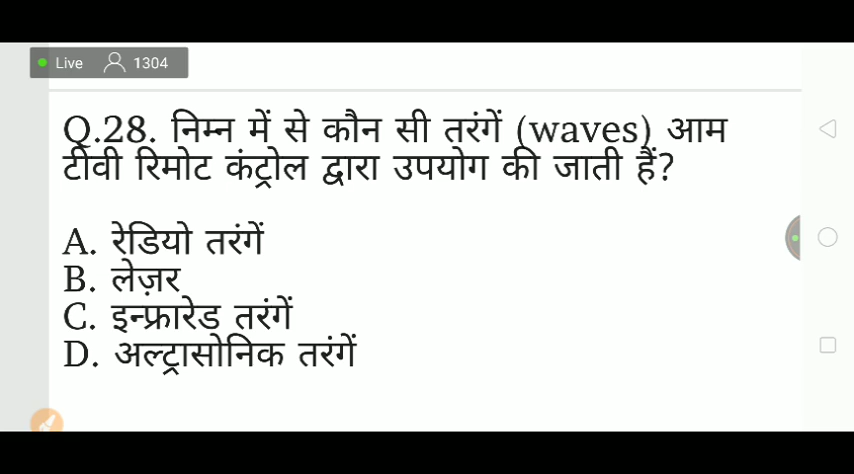 Live 1304
Q.28. निम्न में से कौन सी तरंगें (waves) आम
टीवी रिमोट कंट्रोल द्वारा उपयोग की जाती हैं?
A. रेडियो तरंगें
B. लेज़र
C. इन्फ्रारेड तरंगें
D. अल्ट्रासोनिक तरंगें